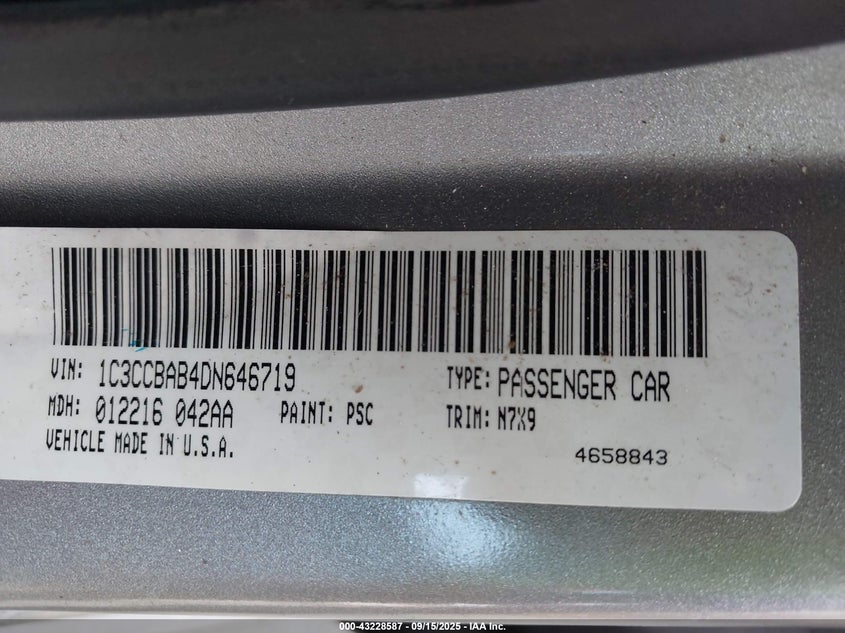 VIN: 1C3CCBAB4DN646719 TYPE: PASSENGER CAR
MDH: 012216 042AA PAINT: PSC TRIM: N7X9
VEHICLE MADE IN U.S.A. 4658843
000-43228587 - 09/15/2025 - IAA Inc.